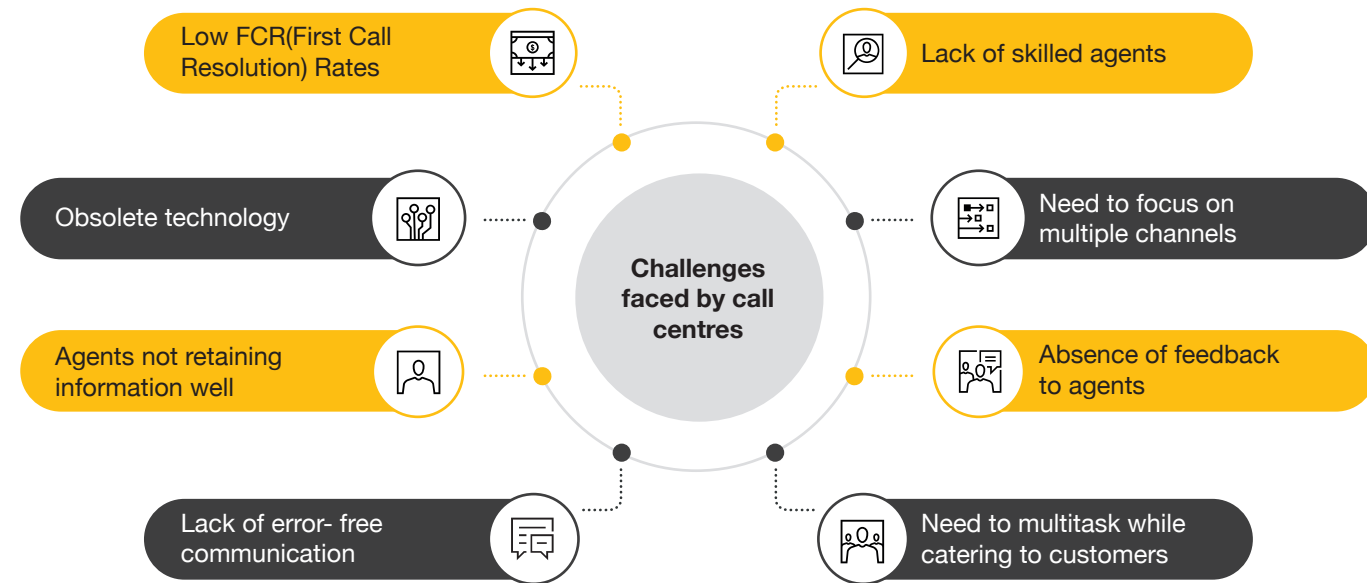 Low FCR(First Call
Resolution) Rates
Lack of skilled agents
Obsolete technology
Need to focus on
multiple channels
Challenges
faced by call
centres
Agents not retaining
information well
Absence of feedback
to agents
Lack of error- free
communication
Need to multitask while
catering to customers